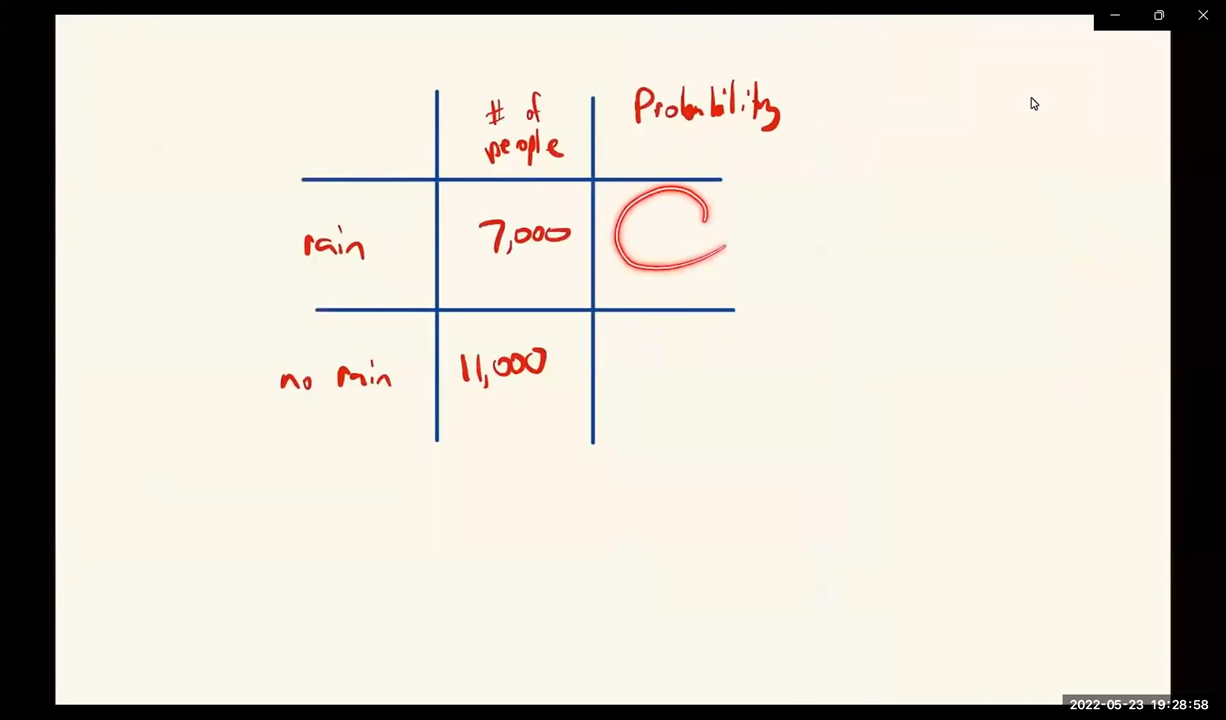 # of
people
Probability
rain
7,000
no rain
11,000
2022-05-23 19:28:58